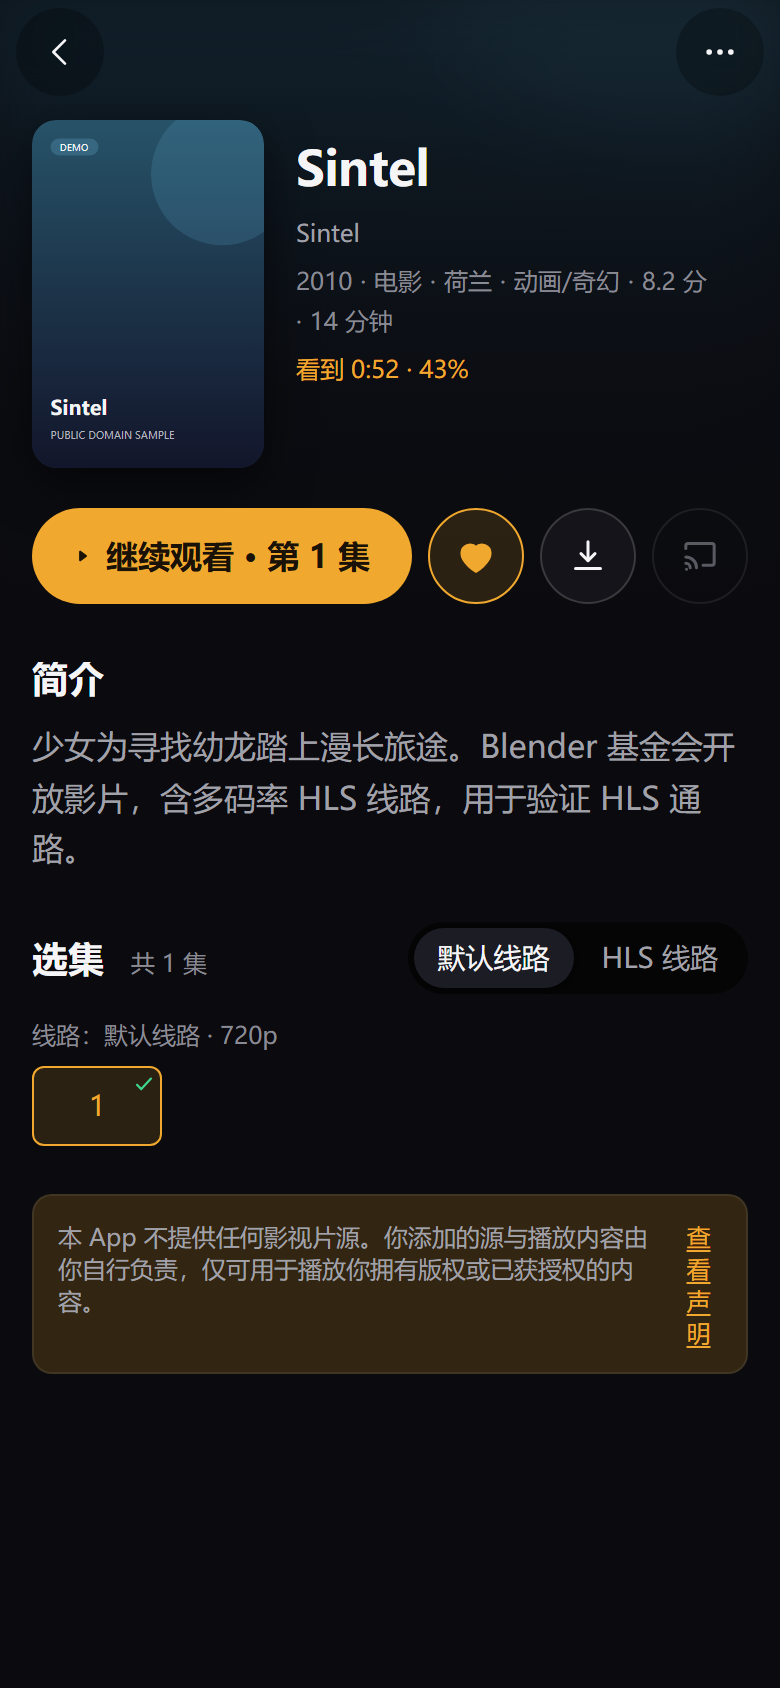 DEMO
Sintel
PUBLIC DOMAIN SAMPLE
Sintel
Sintel
2010 · 电影 · 荷兰 · 动画/奇幻 · 8.2 分
· 14 分钟
看到 0:52 · 43%
继续观看 • 第 1 集
简介
少女为寻找幼龙踏上漫长旅途。Blender 基金会开
放影片，含多码率 HLS 线路，用于验证 HLS 通
路。
选集 共 1 集
默认线路 HLS 线路
线路：默认线路 · 720p
1
本 App 不提供任何影视片源。你添加的源与播放内容由
你自行负责，仅可用于播放你拥有版权或已获授权的内
容。
查
看
声
明